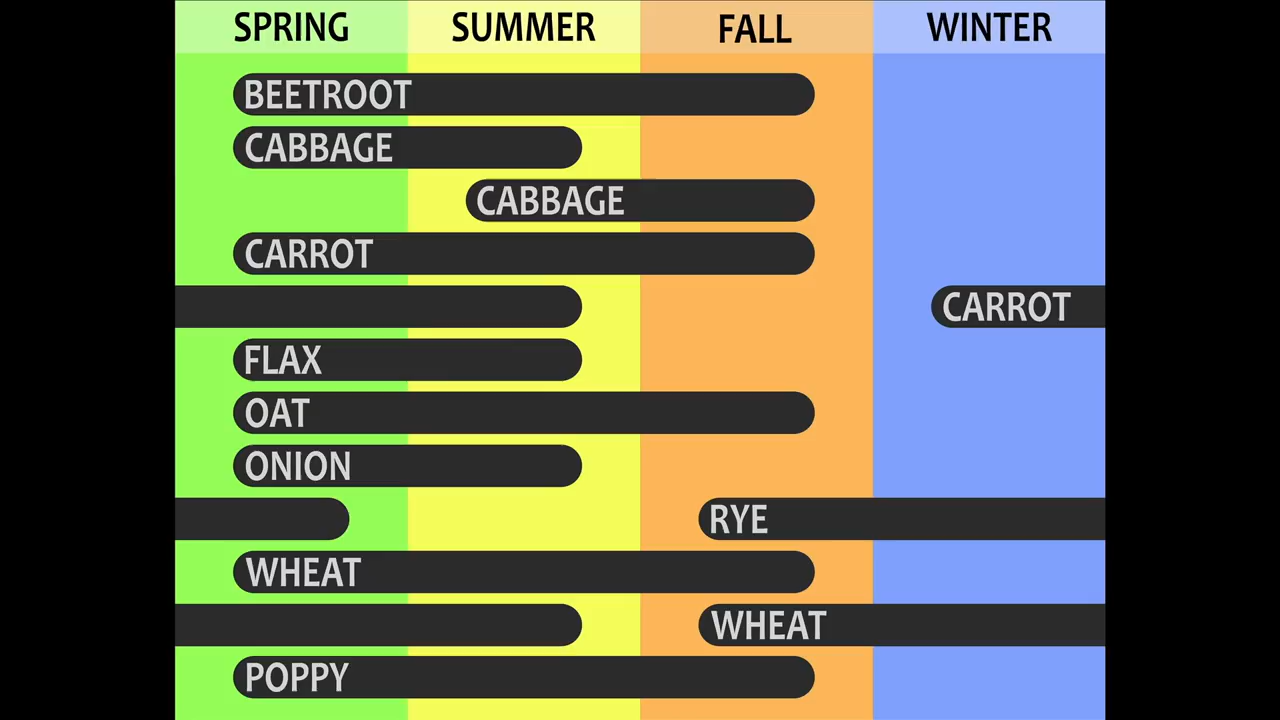 SPRING SUMMER FALL WINTER
BEETROOT
CABBAGE
CABBAGE
CARROT
CARROT
FLAX
OAT
ONION
RYE
WHEAT
WHEAT
POPPY